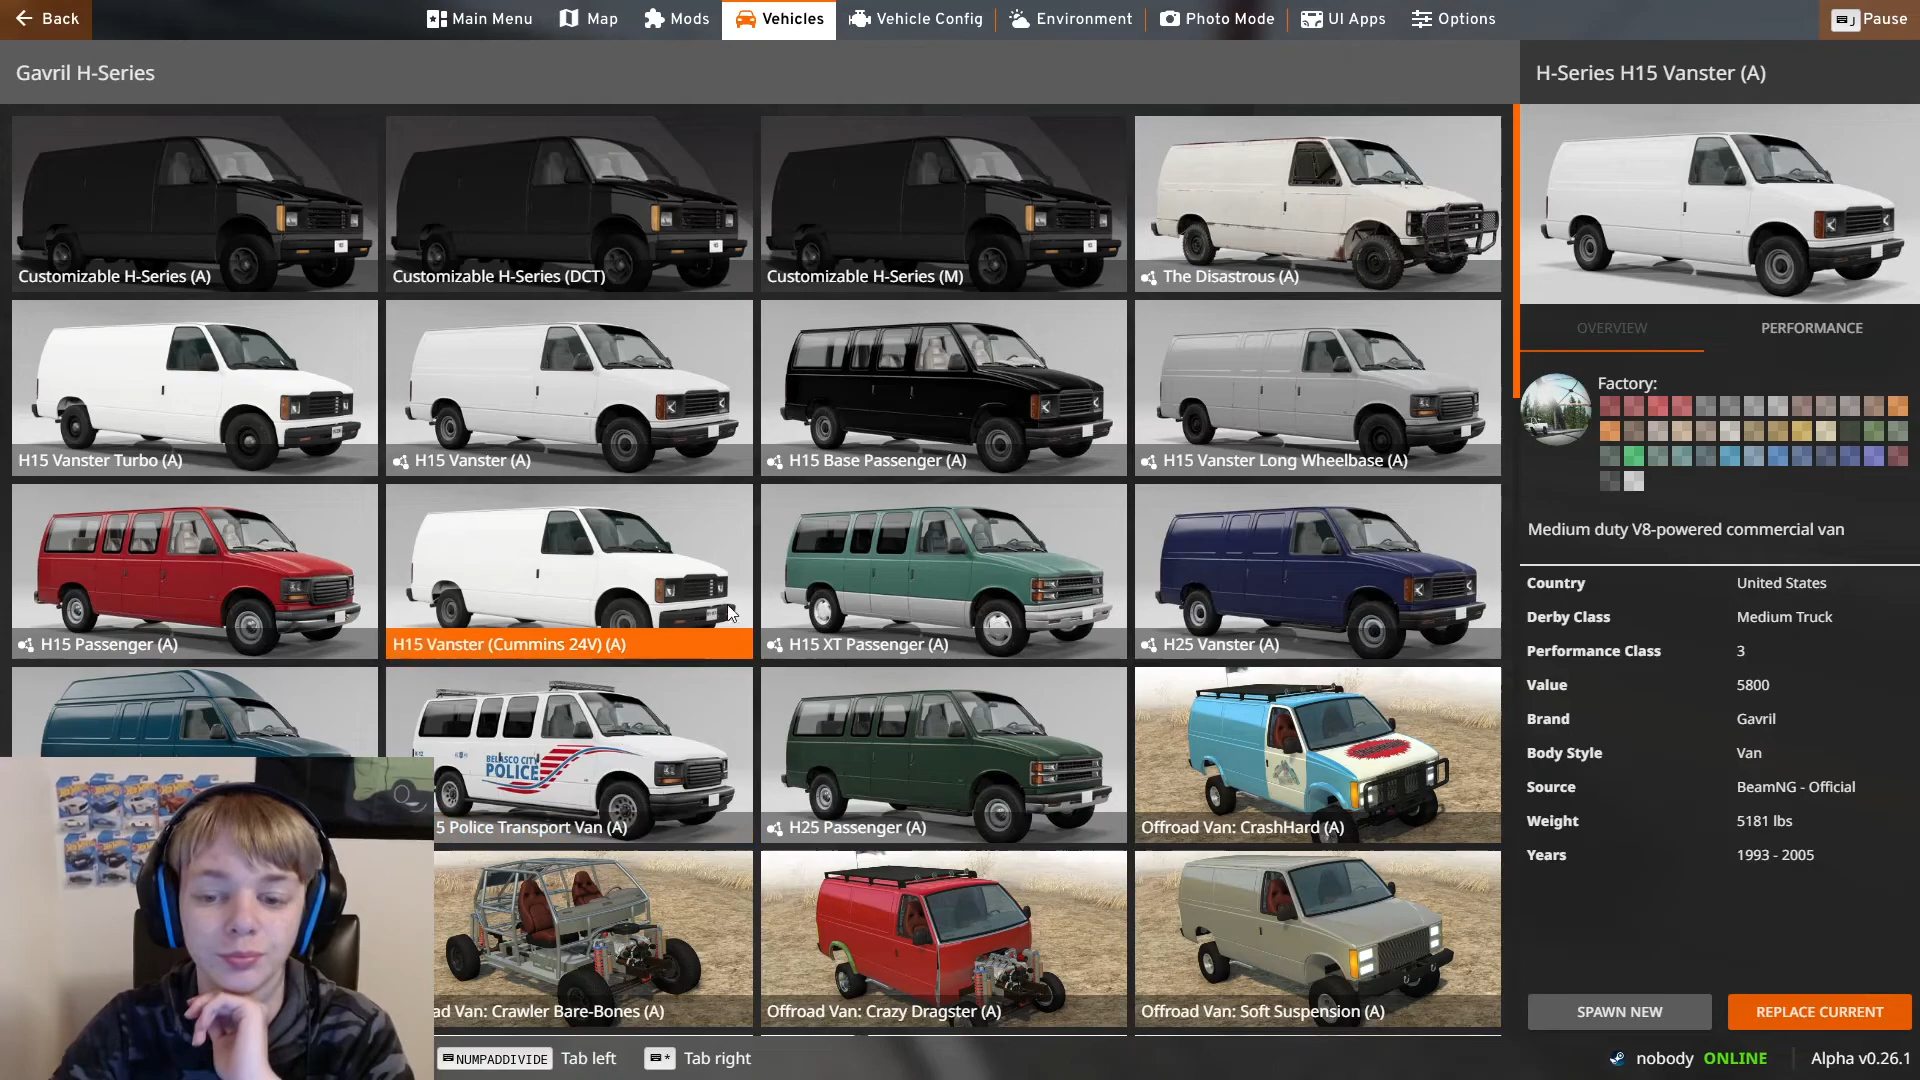 Back
Main Menu
Map
Mods
Vehicles
Vehicle Config
Environment
Photo Mode
UI Apps
Options
J Pause
Gavril H-Series
H-Series H15 Vanster (A)
Customizable H-Series (A)
Customizable H-Series (DCT)
Customizable H-Series (M)
The Disastrous (A)
H15 Vanster Turbo (A)
H15 Vanster (A)
H15 Base Passenger (A)
H15 Vanster Long Wheelbase (A)
H15 Passenger (A)
H15 Vanster (Cummins 24V) (A)
H15 XT Passenger (A)
H25 Vanster (A)
BELASCO CITY
POLICE
5 Police Transport Van (A)
H25 Passenger (A)
Offroad Van: CrashHard (A)
ad Van: Crawler Bare-Bones (A)
Offroad Van: Crazy Dragster (A)
Offroad Van: Soft Suspension (A)
OVERVIEW
PERFORMANCE
Factory:
Medium duty V8-powered commercial van
Country United States
Derby Class Medium Truck
Performance Class 3
Value 5800
Brand Gavril
Body Style Van
Source BeamNG - Official
Weight 5181 lbs
Years 1993 - 2005
SPAWN NEW
REPLACE CURRENT
NUMPADDIVIDE Tab left
* Tab right
nobody ONLINE
Alpha v0.26.1